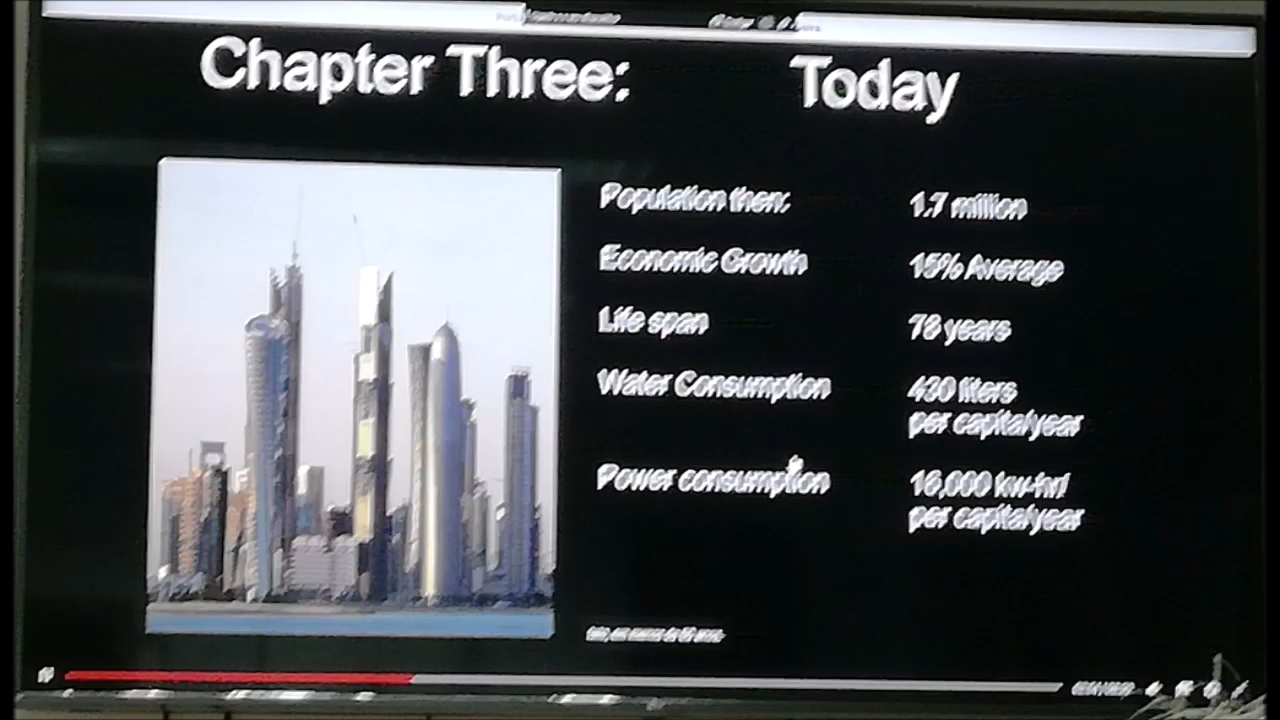 Chapter Three: Today
Population then: 1.7 million
Economic Growth 15% Average
Life span 78 years
Water Consumption 430 liters
per capita/year
Power consumption 16,000 kw-hr/
per capita/year